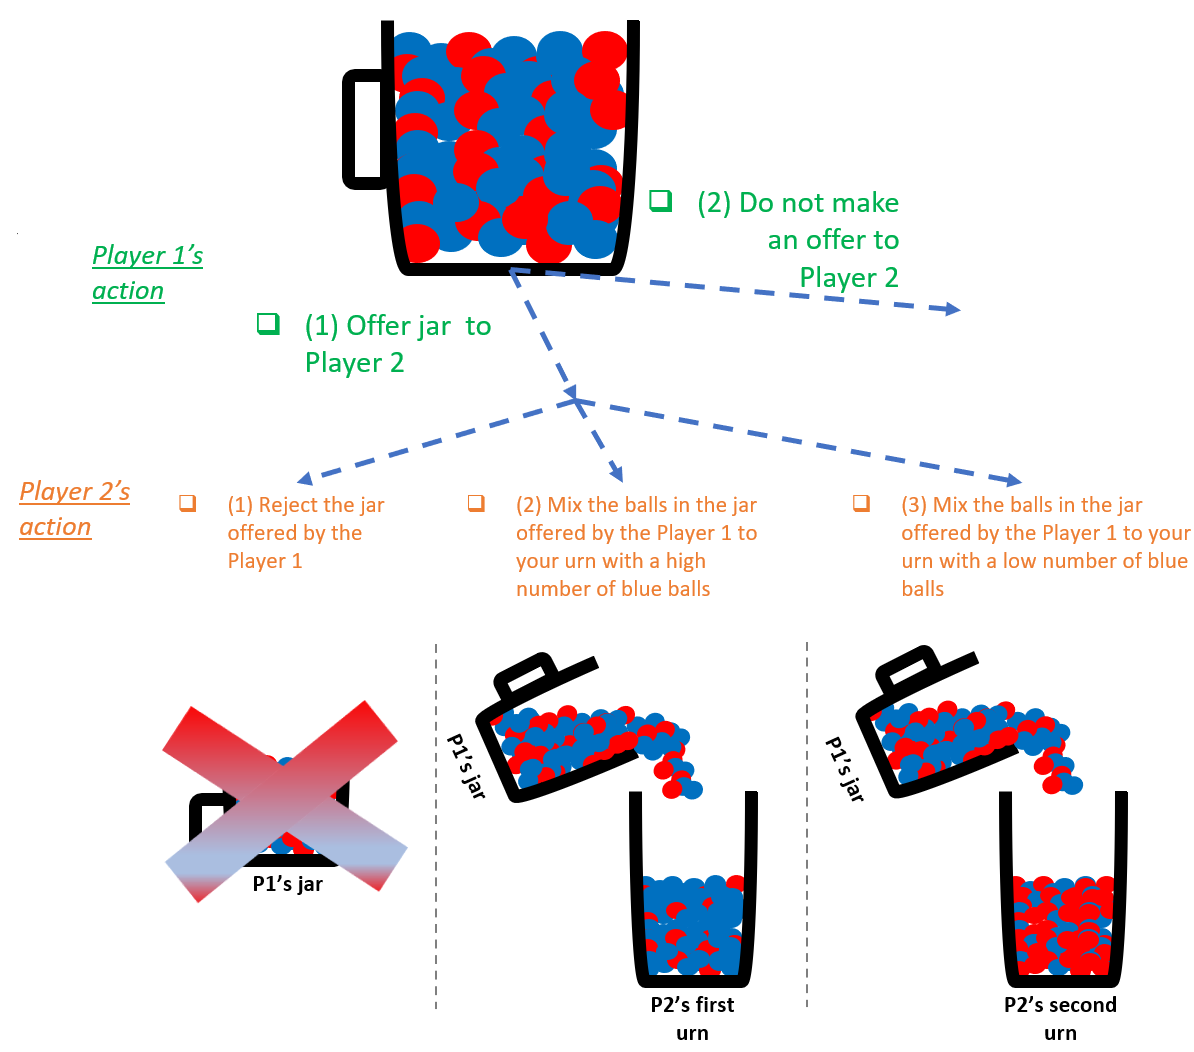 (2) Do not make
an offer to
Player 2
Player 1's
action
(1) Offer jar to
Player 2
Player 2's
action
(1) Reject the jar
offered by the
Player 1
(2) Mix the balls in the jar
offered by the Player 1 to
your urn with a high
number of blue balls
(3) Mix the balls in the jar
offered by the Player 1 to your
urn with a low number of blue
balls
P1's jar
P1's jar
P1's jar
P2's first
urn
P2's second
urn